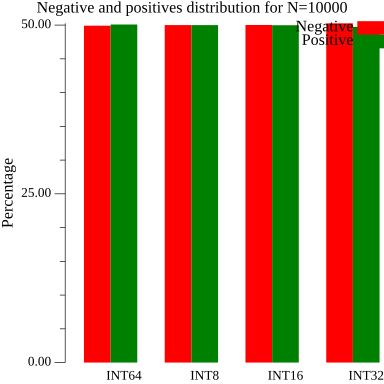 Negative and positives distribution for N=10000
Negative
Positive
Percentage
50.00
25.00
0.00
INT64 INT8 INT16 INT32